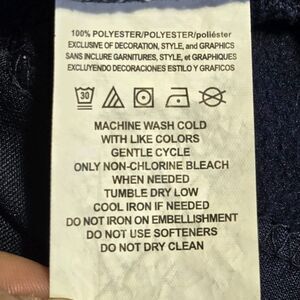 100% POLYESTER/POLYESTER/poliéster
EXCLUSIVE OF DECORATION, STYLE, and GRAPHICS
SANS INCLURE GARNITURES, STYLE, et GRAPHIQUES
EXCLUYENDO DECORACIONES ESTILO Y GRAFICOS
30
MACHINE WASH COLD
WITH LIKE COLORS
GENTLE CYCLE
ONLY NON-CHLORINE BLEACH
WHEN NEEDED
TUMBLE DRY LOW
COOL IRON IF NEEDED
DO NOT IRON ON EMBELLISHMENT
DO NOT USE SOFTENERS
DO NOT DRY CLEAN